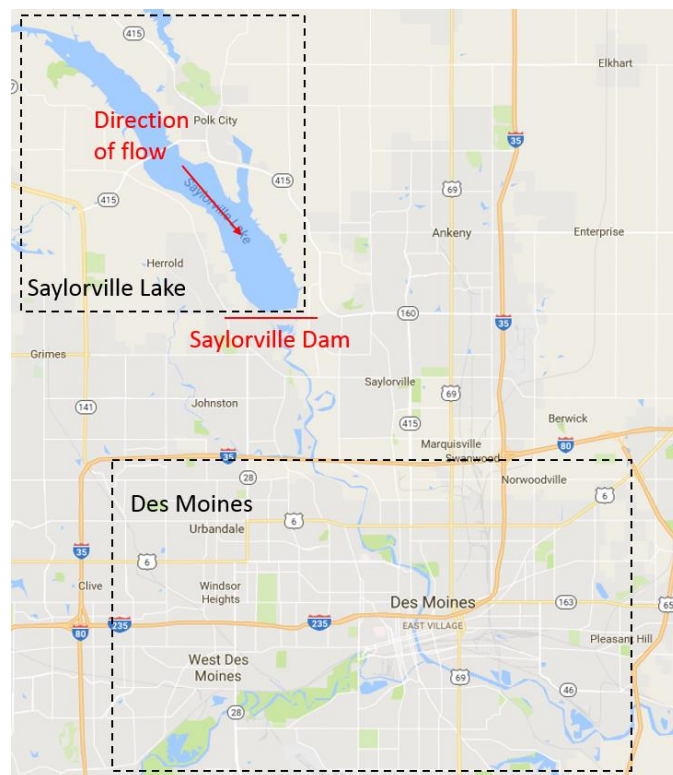 415
Elkhart
Direction
of flow
Polk City
35
415
69
415
415
Saylorville Lake
Ankeny
Enterprise
Herrold
Saylorville Lake
160
35
Saylorville Dam
Grimes
Saylorville
69
141
Johnston
415
Berwick
Marquisville
80
35
Swanwood
28
Norwoodville
Des Moines
6
6
Urbandale
35
6
Clive
Windsor
Heights
Des Moines
163
65
80
235
235
EAST VILLAGE
Pleasant Hill
West Des
Moines
69
46
28